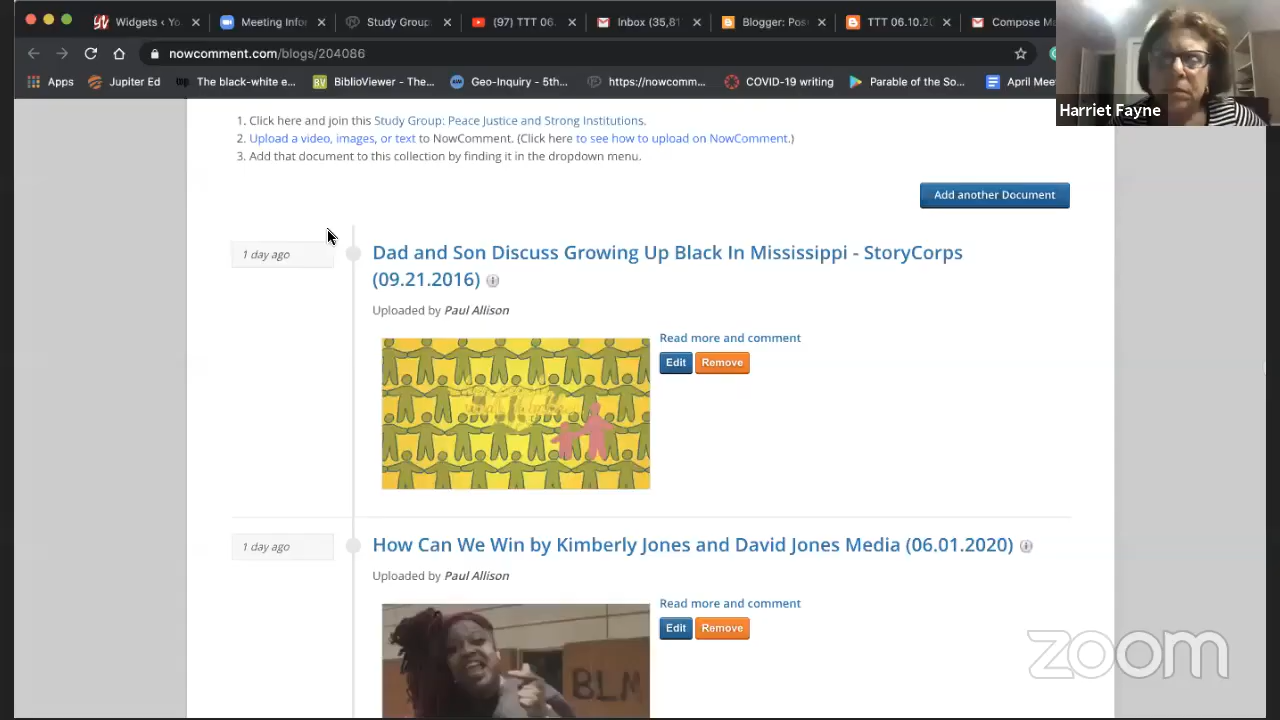 Widgets ‹ Yo
Meeting Infor
Study Group:
(97) TTT 06.
Inbox (35,81
Blogger: Pos
TTT 06.10.2
Compose M
nowcomment.com/blogs/204086
Apps
Jupiter Ed
The black-white e...
BV
BiblioViewer - The...
Geo-Inquiry - 5th...
https://nowcomm...
COVID-19 writing
Parable of the So...
April Mee
Harriet Fayne
1. Click here and join this Study Group: Peace Justice and Strong Institutions.
2. Upload a video, images, or text to NowComment. (Click here to see how to upload on NowComment.)
3. Add that document to this collection by finding it in the dropdown menu.
Add another Document
1 day ago
Dad and Son Discuss Growing Up Black In Mississippi - StoryCorps
(09.21.2016)
Uploaded by Paul Allison
Read more and comment
Edit Remove
1 day ago
How Can We Win by Kimberly Jones and David Jones Media (06.01.2020)
Uploaded by Paul Allison
Read more and comment
Edit Remove
BLM
zoom